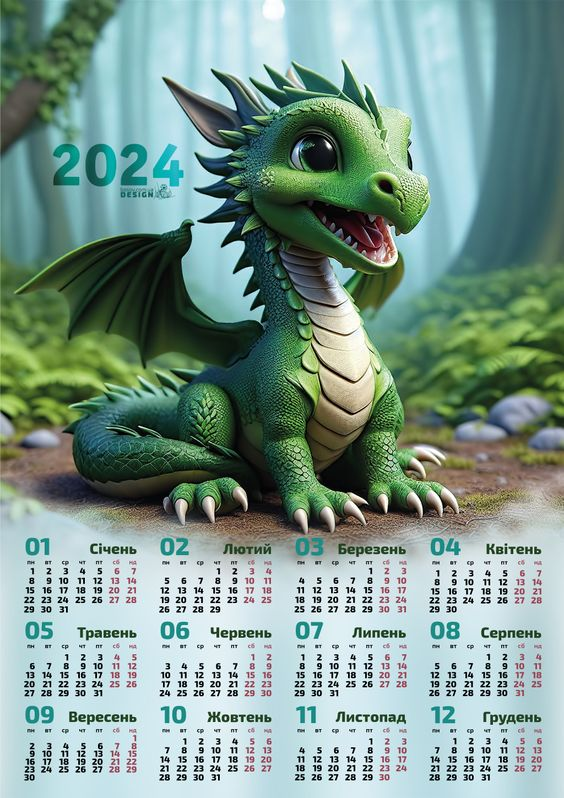 2024
DESIGN
01 Січень
пн вт ср чт пт сб нд
1 2 3 4 5 6 7
8 9 10 11 12 13 14
15 16 17 18 19 20 21
22 23 24 25 26 27 28
29 30 31
02 Лютий
пн вт ср чт пт сб нд
1 2 3 4
5 6 7 8 9 10 11
12 13 14 15 16 17 18
19 20 21 22 23 24 25
26 27 28 29
03 Березень
пн вт ср чт пт сб нд
1 2 3
4 5 6 7 8 9 10
11 12 13 14 15 16 17
18 19 20 21 22 23 24
25 26 27 28 29 30 31
04 Квітень
пн вт ср чт пт сб нд
1 2 3 4 5 6 7
8 9 10 11 12 13 14
15 16 17 18 19 20 21
22 23 24 25 26 27 28
29 30
05 Травень
пн вт ср чт пт сб нд
1 2 3 4 5
6 7 8 9 10 11 12
13 14 15 16 17 18 19
20 21 22 23 24 25 26
27 28 29 30 31
06 Червень
пн вт ср чт пт сб нд
1 2
3 4 5 6 7 8 9
10 11 12 13 14 15 16
17 18 19 20 21 22 23
24 25 26 27 28 29 30
07 Липень
пн вт ср чт пт сб нд
1 2 3 4 5 6 7
8 9 10 11 12 13 14
15 16 17 18 19 20 21
22 23 24 25 26 27 28
29 30 31
08 Серпень
пн вт ср чт пт сб нд
1 2 3 4
5 6 7 8 9 10 11
12 13 14 15 16 17 18
19 20 21 22 23 24 25
26 27 28 29 30 31
09 Вересень
пн вт ср чт пт сб нд
1
2 3 4 5 6 7 8
9 10 11 12 13 14 15
16 17 18 19 20 21 22
23 24 25 26 27 28 29
30
10 Жовтень
пн вт ср чт пт сб нд
1 2 3 4 5 6
7 8 9 10 11 12 13
14 15 16 17 18 19 20
21 22 23 24 25 26 27
28 29 30 31
11 Листопад
пн вт ср чт пт сб нд
1 2 3
4 5 6 7 8 9 10
11 12 13 14 15 16 17
18 19 20 21 22 23 24
25 26 27 28 29 30
12 Грудень
пн вт ср чт пт сб нд
1
2 3 4 5 6 7 8
9 10 11 12 13 14 15
16 17 18 19 20 21 22
23 24 25 26 27 28 29
30 31